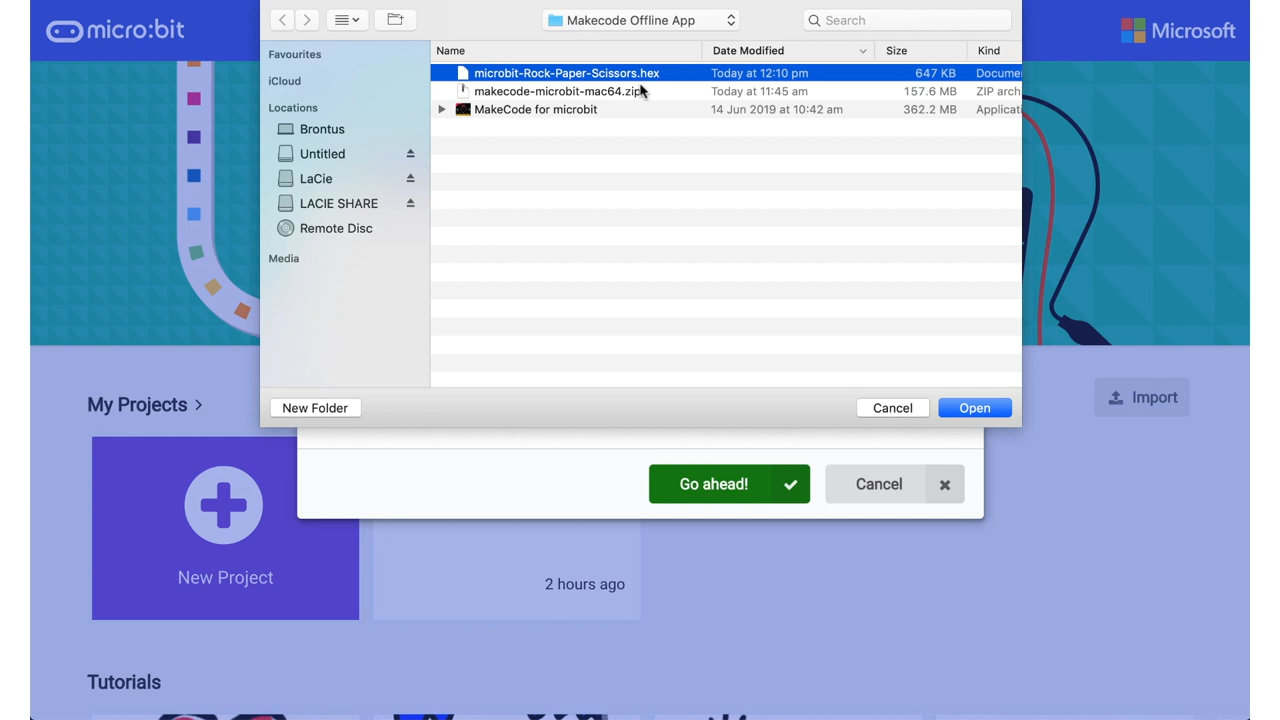 micro:bit
Makecode Offline App
Search
Microsoft
Favourites
iCloud
Locations
Brontus
Untitled
LaCie
LACIE SHARE
Remote Disc
Media
Name Date Modified Size Kind
microbit-Rock-Paper-Scissors.hex Today at 12:10 pm 647 KB Docume
makecode-microbit-mac64.zip Today at 11:45 am 157.6 MB ZIP arch
MakeCode for microbit 14 Jun 2019 at 10:42 am 362.2 MB Applicati
New Folder Cancel Open
My Projects >
Import
Go ahead! Cancel
New Project
2 hours ago
Tutorials